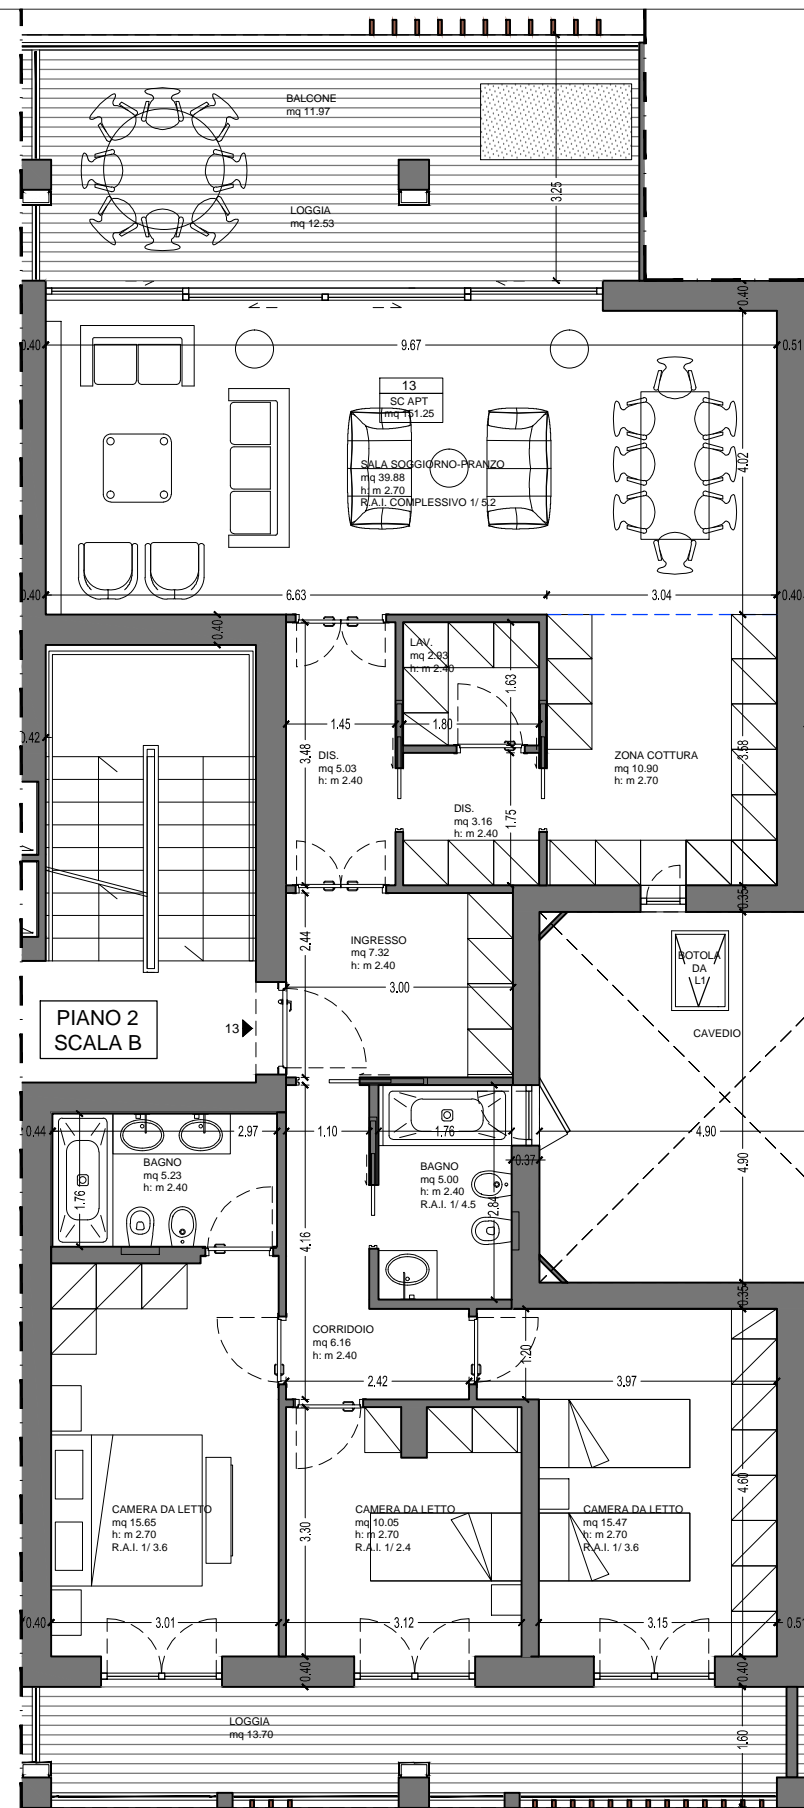 BALCONE
mq 11.97
3.25
LOGGIA
mq 12.53
0.40
0.40
9.67
0.51
13
SC APT
mq 151.25
4.02
SALA SOGGIORNO-PRANZO
mq 39.88
h: m 2.70
R.A.I. COMPLESSIVO 1/ 5.2
0.40
6.63
3.04
0.40
0.40
LAV.
mq 2.93
h: m 2.40
1.63
1.45
1.80
0.42
3.48
DIS.
mq 5.03
h: m 2.40
ZONA COTTURA
mq 10.90
h: m 2.70
3.58
DIS.
mq 3.16
h: m 2.40
1.75
0.35
2.44
INGRESSO
mq 7.32
h: m 2.40
3.00
BOTOLA
DA
L1
PIANO 2
SCALA B
13
CAVEDIO
0.44
2.97
1.10
1.76
4.90
0.37
4.90
BAGNO
mq 5.23
h: m 2.40
1.76
BAGNO
mq 5.00
h: m 2.40
R.A.I. 1/ 4.5
2.84
4.16
0.35
CORRIDOIO
mq 6.16
h: m 2.40
1.20
2.42
3.97
4.60
CAMERA DA LETTO
mq 15.65
h: m 2.70
R.A.I. 1/ 3.6
3.30
CAMERA DA LETTO
mq 10.05
h: m 2.70
R.A.I. 1/ 2.4
CAMERA DA LETTO
mq 15.47
h: m 2.70
R.A.I. 1/ 3.6
0.40
3.01
3.12
3.15
0.51
0.40
0.40
LOGGIA
mq 13.70
1.60